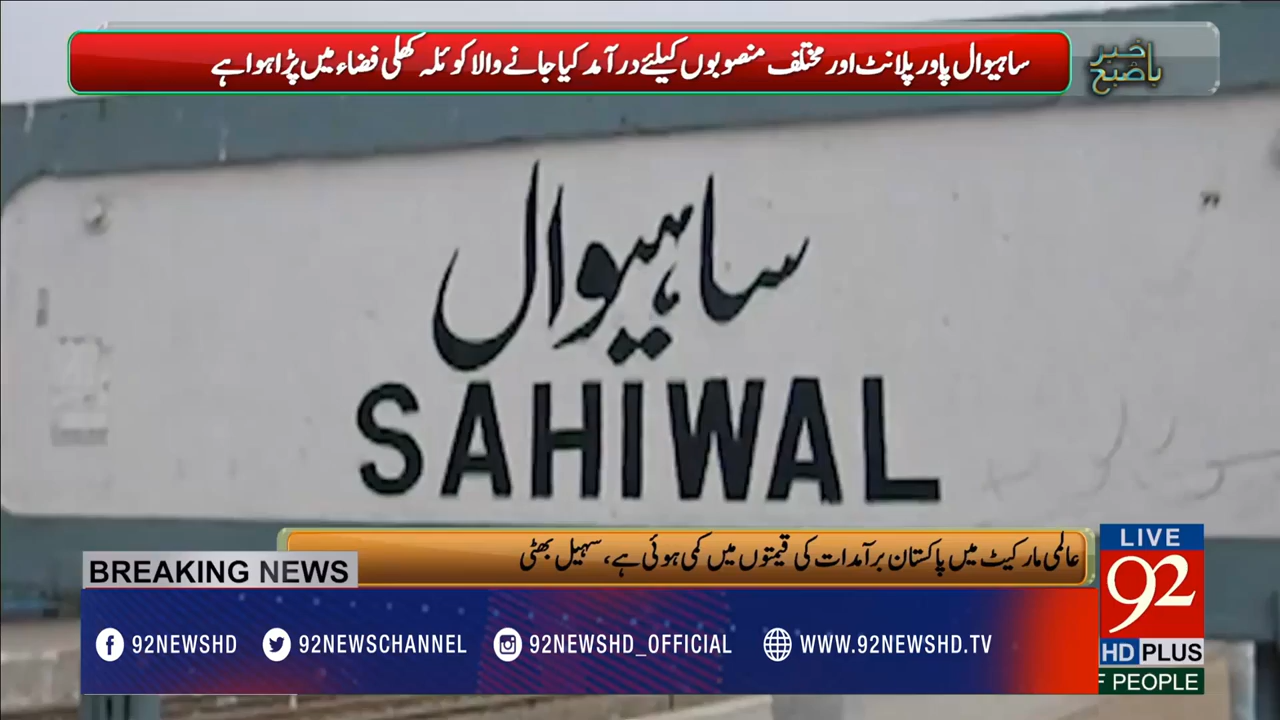 ساہیوال پاور پلانٹ اور مختلف منصوبوں کیلئے درآمد کیا جانے والا کوئلہ کھلی فضاء میں پڑا ہوا ہے
باخبر صبح
ساہیوال
SAHIWAL
عالمی مارکیٹ میں پاکستان برآمدات کی قیمتوں میں کمی ہوئی ہے، سہیل بھٹی
BREAKING NEWS
92NEWSHD 92NEWSCHANNEL 92NEWSHD_OFFICIAL WWW.92NEWSHD.TV
LIVE
92
HD PLUS
F PEOPLE